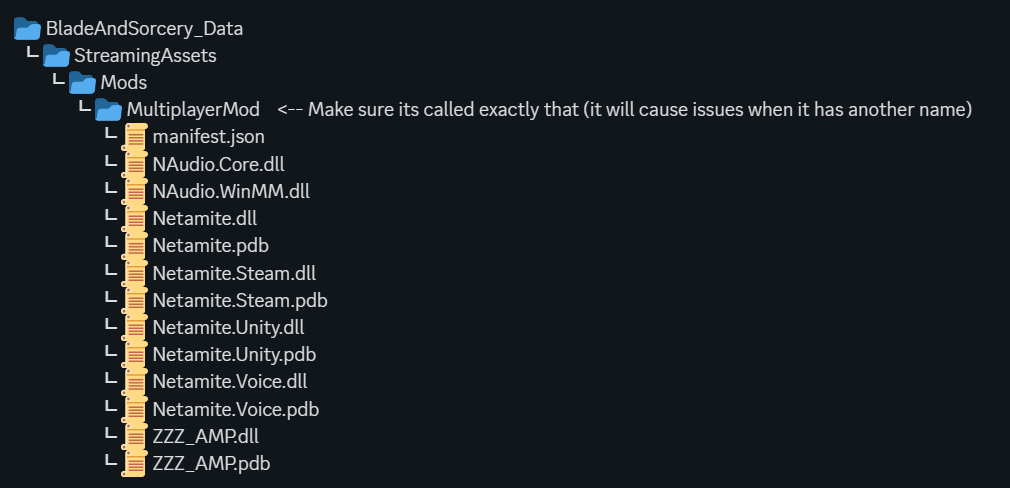 BladeAndSorcery_Data
StreamingAssets
Mods
MultiplayerMod <-- Make sure its called exactly that (it will cause issues when it has another name)
manifest.json
NAudio.Core.dll
NAudio.WinMM.dll
Netamite.dll
Netamite.pdb
Netamite.Steam.dll
Netamite.Steam.pdb
Netamite.Unity.dll
Netamite.Unity.pdb
Netamite.Voice.dll
Netamite.Voice.pdb
ZZZ_AMP.dll
ZZZ_AMP.pdb